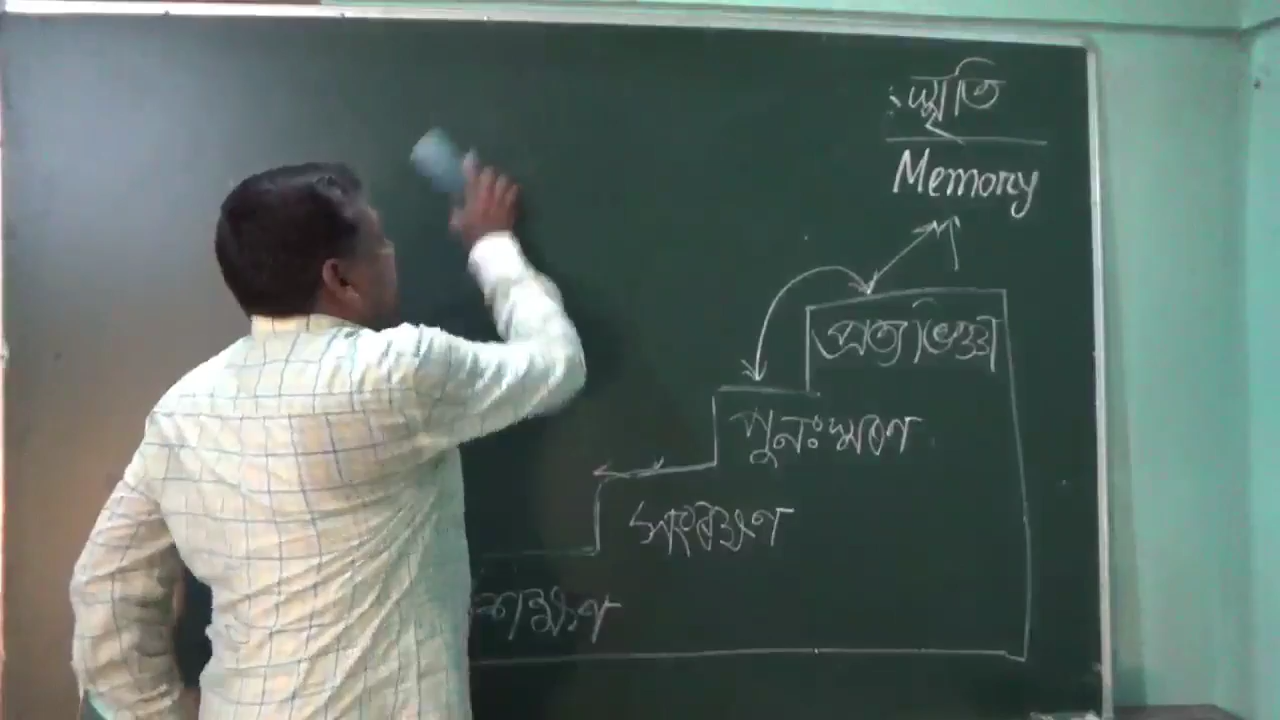 স্মৃতি
Memory
প্রত্যভিজ্ঞা
পুনঃস্মরণ
সংরক্ষণ